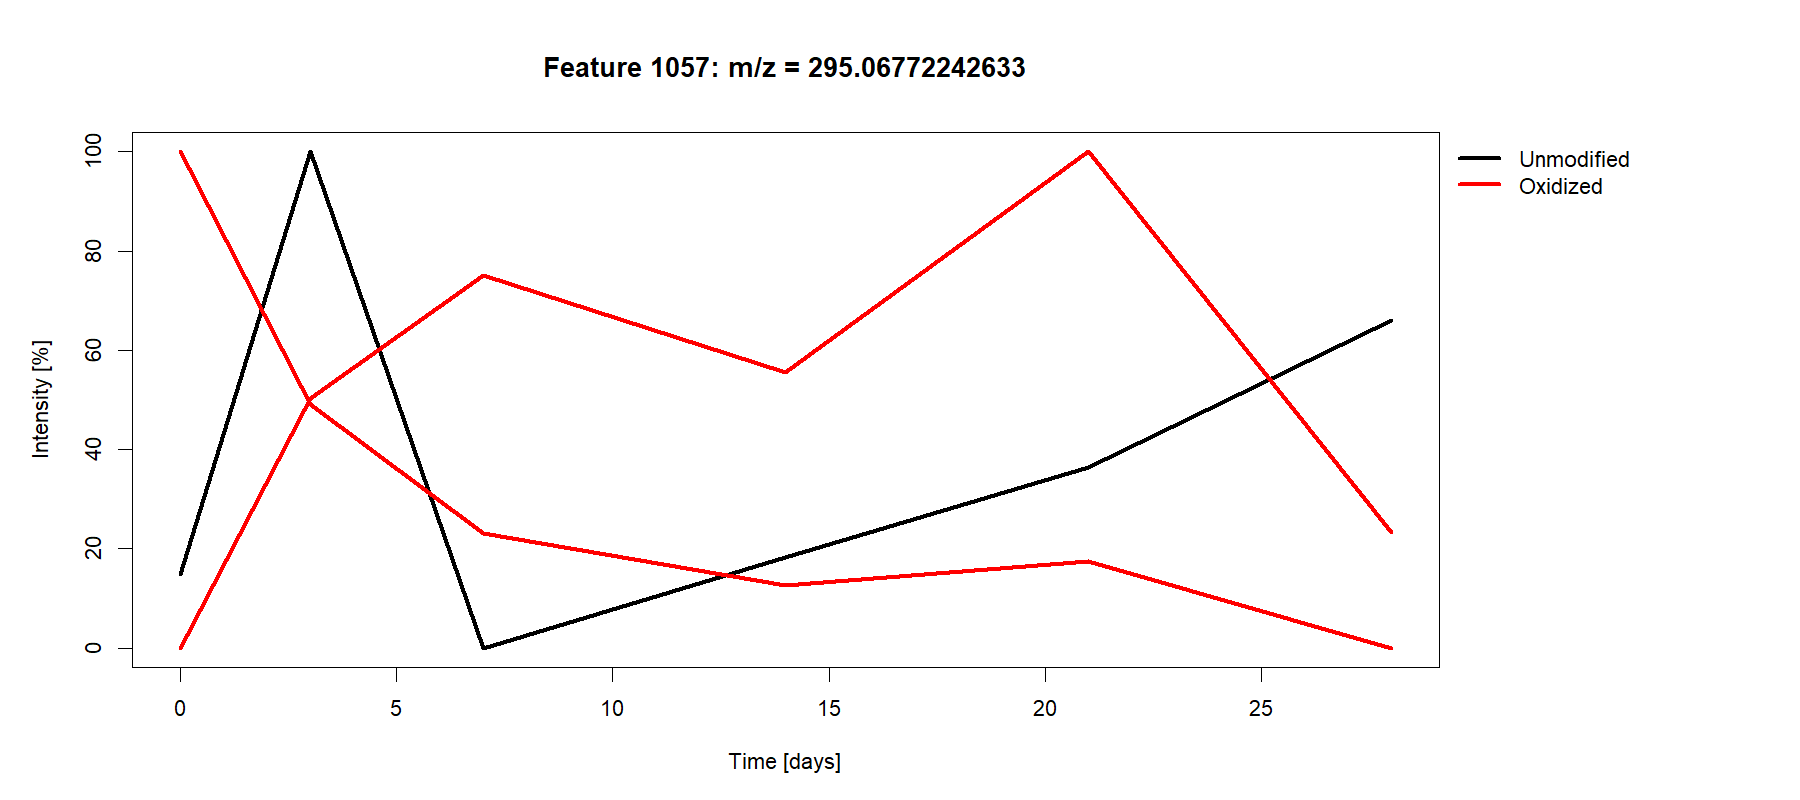 Feature 1057: m/z = 295.06772242633
Unmodified
Oxidized
Intensity [%]
100
80
60
40
20
0
0 5 10 15 20 25
Time [days]